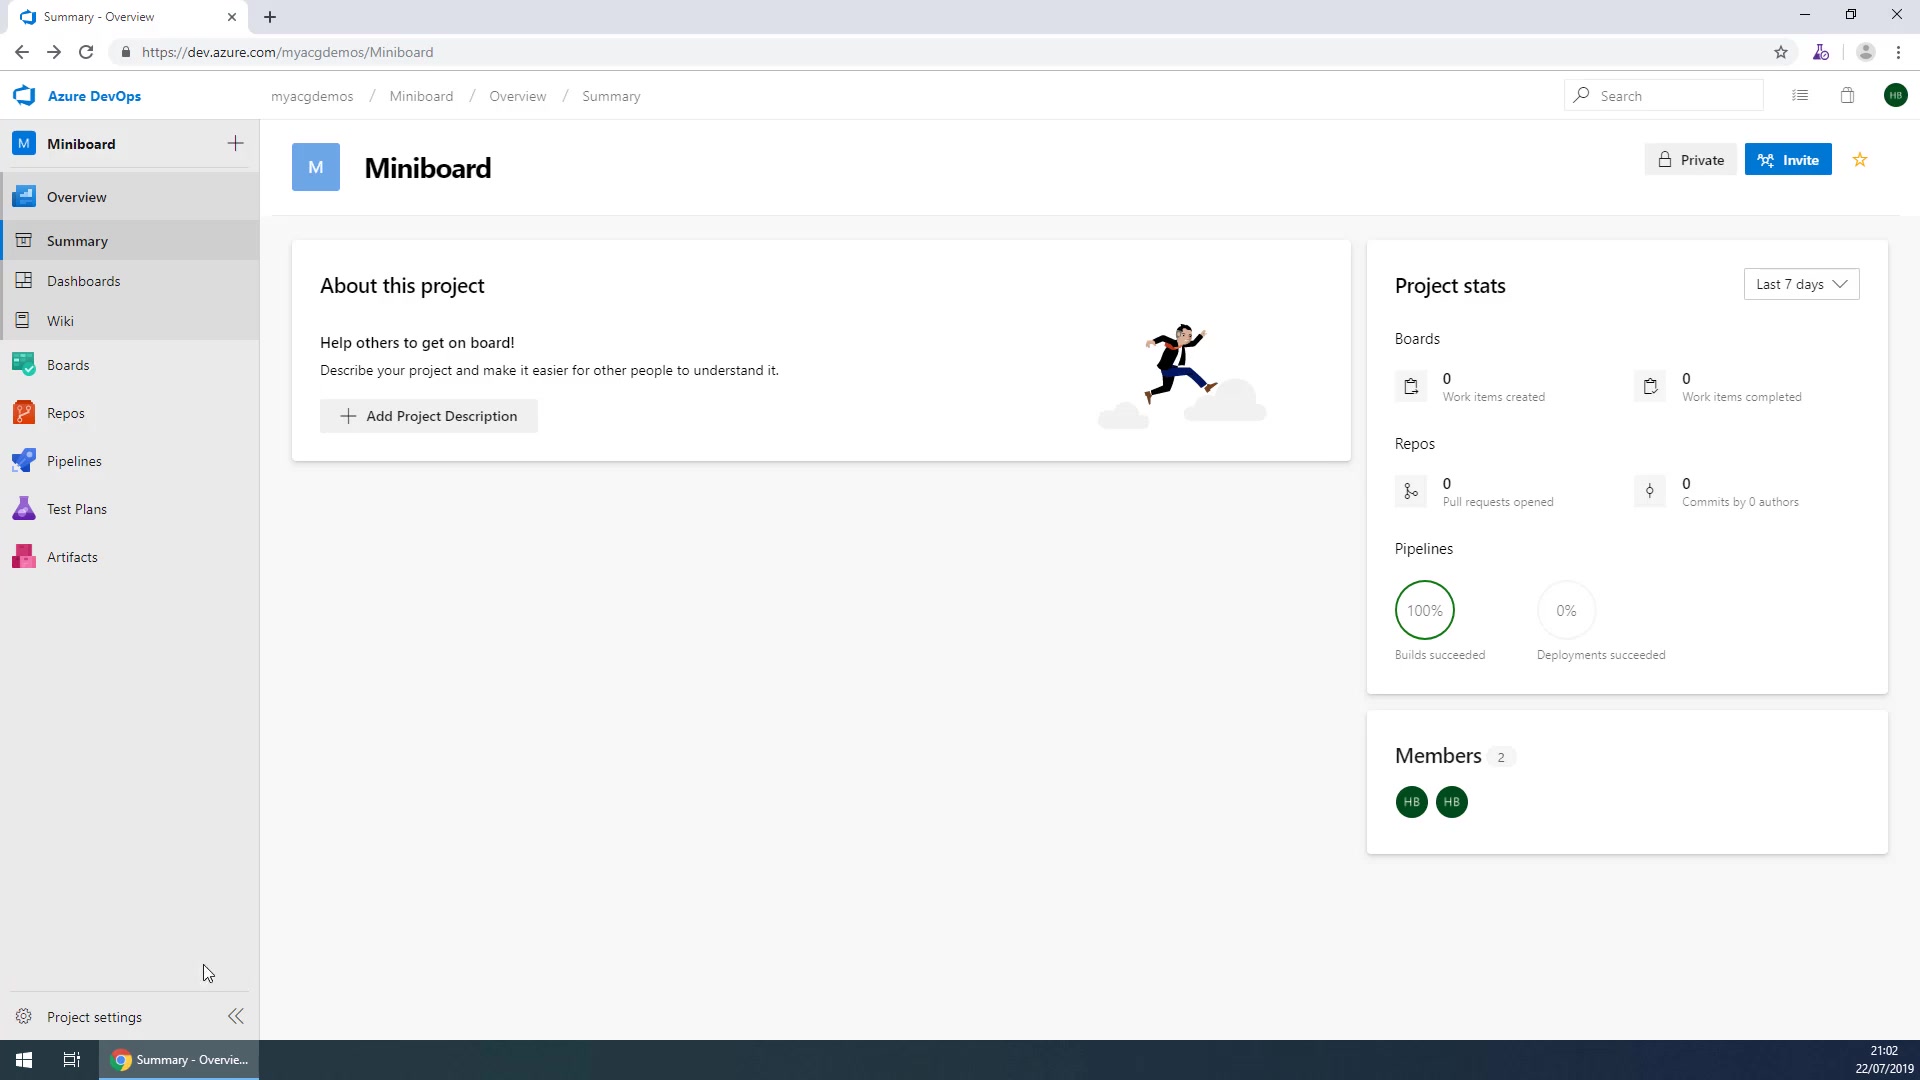 Summary - Overview
https://dev.azure.com/myacgdemos/Miniboard
Azure DevOps
myacgdemos / Miniboard / Overview / Summary
Search
HB
M Miniboard
Overview
Summary
Dashboards
Wiki
Boards
Repos
Pipelines
Test Plans
Artifacts
Project settings
M Miniboard
Private
Invite
About this project
Help others to get on board!
Describe your project and make it easier for other people to understand it.
Add Project Description
Project stats
Last 7 days
Boards
0
Work items created
0
Work items completed
Repos
0
Pull requests opened
0
Commits by 0 authors
Pipelines
100%
Builds succeeded
0%
Deployments succeeded
Members 2
HB HB
Summary - Overvie...
21:02
22/07/2019